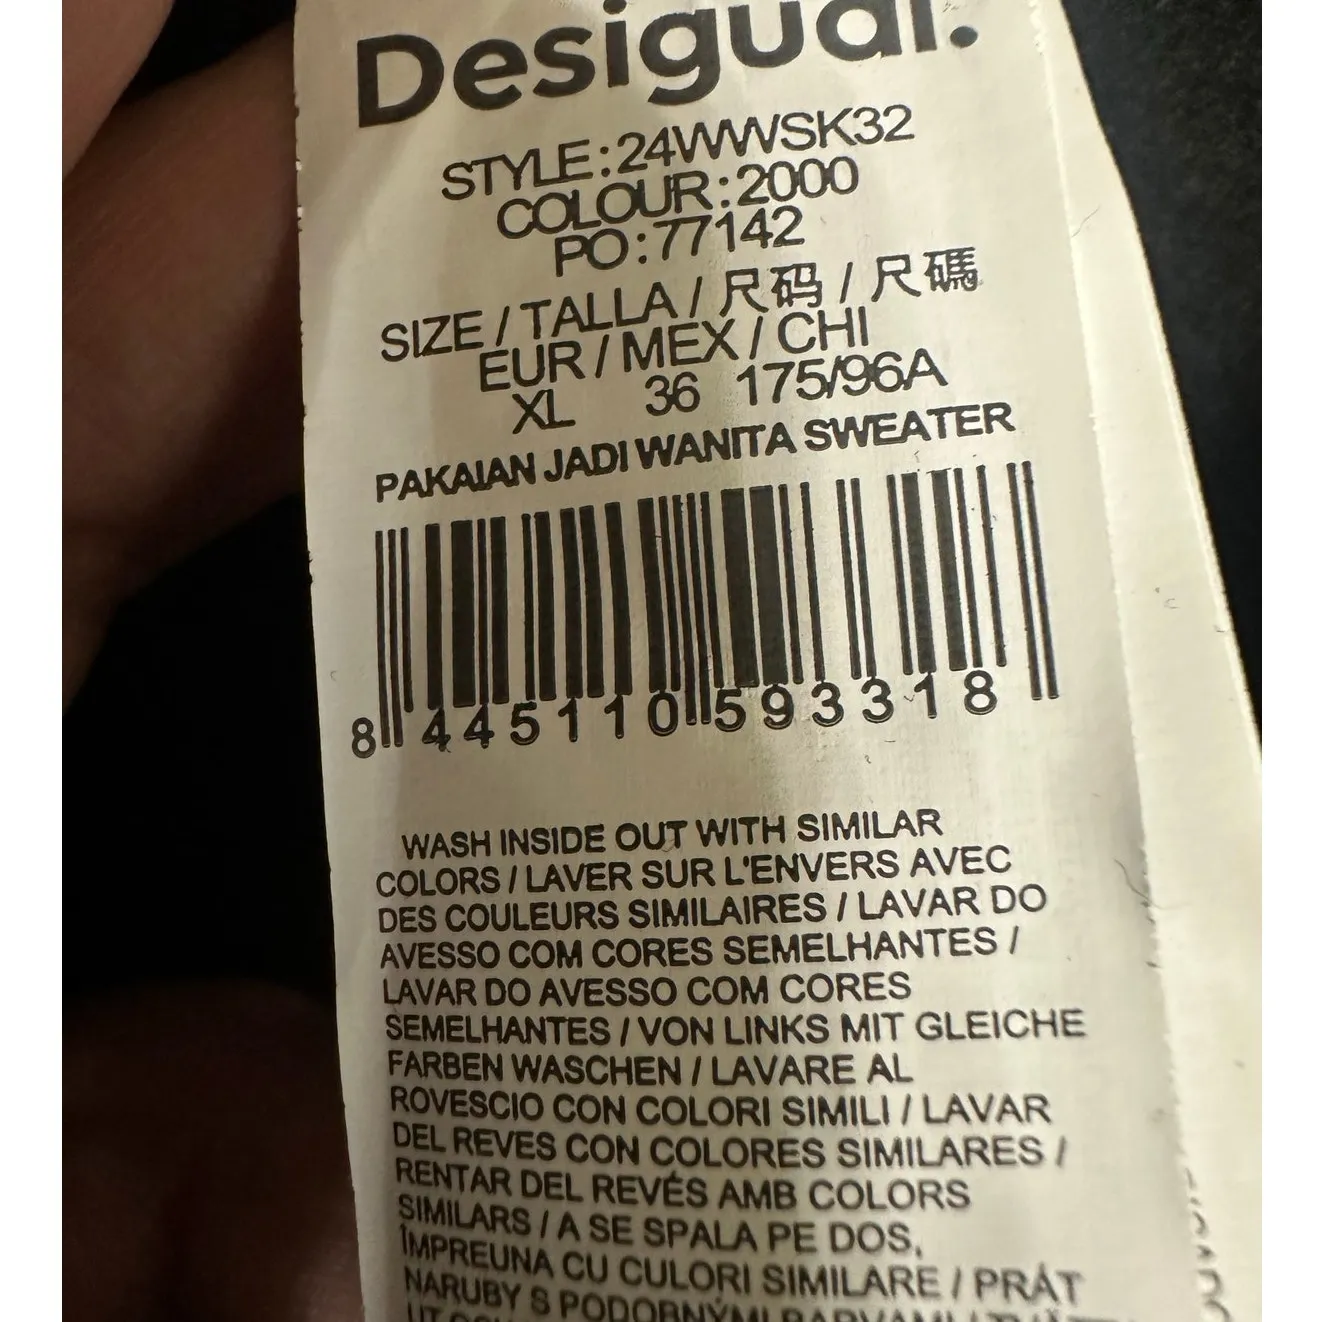 Desigual.
STYLE:24WWSK32
COLOUR:2000
PO:77142
SIZE / TALLA / 尺码 / 尺碼
EUR / MEX / CHI
XL 36 175/96A
PAKAIAN JADI WANITA SWEATER
8 445110 593318
WASH INSIDE OUT WITH SIMILAR
COLORS / LAVER SUR L'ENVERS AVEC
DES COULEURS SIMILAIRES / LAVAR DO
AVESSO COM CORES SEMELHANTES /
LAVAR DO AVESSO COM CORES
SEMELHANTES / VON LINKS MIT GLEICHE
FARBEN WASCHEN / LAVARE AL
ROVESCIO CON COLORI SIMILI / LAVAR
DEL REVES CON COLORES SIMILARES /
RENTAR DEL REVÉS AMB COLORS
SIMILARS / A SE SPALA PE DOS,
ÎMPREUNA CU CULORI SIMILARE / PRÁT
NARUBY S PODOBNÝMI BARVAMI /